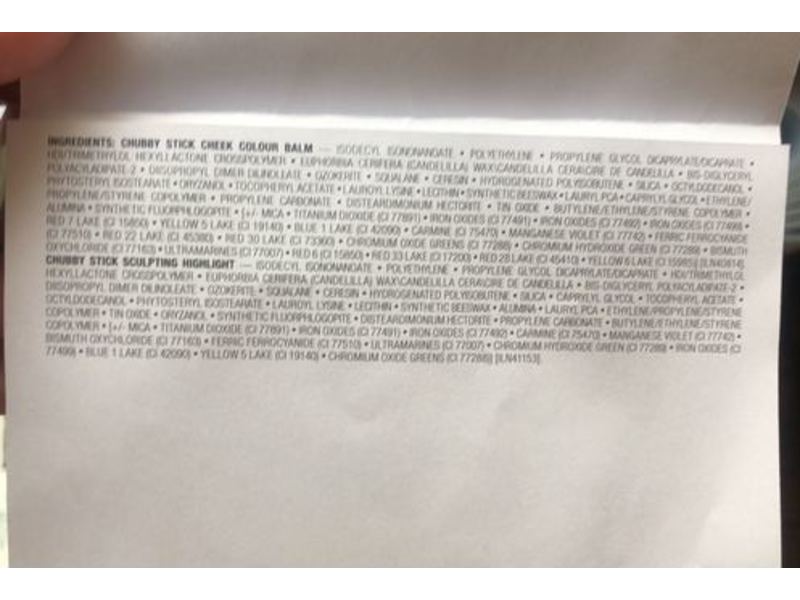 INGREDIENTS: CHUBBY STICK CHEEK COLOUR BALM — ISODECYL ISONONANOATE • POLYETHYLENE • PROPYLENE GLYCOL DICAPRYLATE/DICAPRATE •
HDI/TRIMETHYLOL HEXYLLACTONE CROSSPOLYMER • EUPHORBIA CERIFERA (CANDELILLA) WAX\CANDELILLA CERA\CIRE DE CANDELILLA • BIS-DIGLYCERYL
POLYACYLADIPATE-2 • DIISOPROPYL DIMER DILINOLEATE • OZOKERITE • SQUALANE • CERESIN • HYDROGENATED POLYISOBUTENE • SILICA • OCTYLDODECANOL •
PHYTOSTERYL ISOSTEARATE • ORYZANOL • TOCOPHERYL ACETATE • LAUROYL LYSINE • LECITHIN • SYNTHETIC BEESWAX • LAURYL PCA • CAPRYLYL GLYCOL • ETHYLENE/
PROPYLENE/STYRENE COPOLYMER • PROPYLENE CARBONATE • DISTEARDIMONIUM HECTORITE • TIN OXIDE • BUTYLENE/ETHYLENE/STYRENE COPOLYMER •
ALUMINA • SYNTHETIC FLUORPHLOGOPITE • [+/- MICA • TITANIUM DIOXIDE (CI 77891) • IRON OXIDES (CI 77491) • IRON OXIDES (CI 77492) • IRON OXIDES (CI 77499) •
RED 7 LAKE (CI 15850) • YELLOW 5 LAKE (CI 19140) • BLUE 1 LAKE (CI 42090) • CARMINE (CI 75470) • MANGANESE VIOLET (CI 77742) • FERRIC FERROCYANIDE
(CI 77510) • RED 22 LAKE (CI 45380) • RED 30 LAKE (CI 73360) • CHROMIUM OXIDE GREENS (CI 77288) • CHROMIUM HYDROXIDE GREEN (CI 77289) • BISMUTH
OXYCHLORIDE (CI 77163) • ULTRAMARINES (CI 77007) • RED 6 (CI 15850) • RED 33 LAKE (CI 17200) • RED 28 LAKE (CI 45410) • YELLOW 6 LAKE (CI 15985)] [ILN40614]
CHUBBY STICK SCULPTING HIGHLIGHT — ISODECYL ISONONANOATE • POLYETHYLENE • PROPYLENE GLYCOL DICAPRYLATE/DICAPRATE • HDI/TRIMETHYLOL
HEXYLLACTONE CROSSPOLYMER • EUPHORBIA CERIFERA (CANDELILLA) WAX\CANDELILLA CERA\CIRE DE CANDELILLA • BIS-DIGLYCERYL POLYACYLADIPATE-2 •
DIISOPROPYL DIMER DILINOLEATE • OZOKERITE • SQUALANE • CERESIN • HYDROGENATED POLYISOBUTENE • SILICA • CAPRYLYL GLYCOL • TOCOPHERYL ACETATE •
OCTYLDODECANOL • PHYTOSTERYL ISOSTEARATE • LAUROYL LYSINE • LECITHIN • SYNTHETIC BEESWAX • ALUMINA • LAURYL PCA • ETHYLENE/PROPYLENE/STYRENE
COPOLYMER • TIN OXIDE • ORYZANOL • SYNTHETIC FLUORPHLOGOPITE • DISTEARDIMONIUM HECTORITE • PROPYLENE CARBONATE • BUTYLENE/ETHYLENE/STYRENE
COPOLYMER • [+/- MICA • TITANIUM DIOXIDE (CI 77891) • IRON OXIDES (CI 77491) • IRON OXIDES (CI 77492) • CARMINE (CI 75470) • MANGANESE VIOLET (CI 77742) •
BISMUTH OXYCHLORIDE (CI 77163) • FERRIC FERROCYANIDE (CI 77510) • ULTRAMARINES (CI 77007) • CHROMIUM HYDROXIDE GREEN (CI 77289) • IRON OXIDES (CI
77499) • BLUE 1 LAKE (CI 42090) • YELLOW 5 LAKE (CI 19140) • CHROMIUM OXIDE GREENS (CI 77288)] [ILN41153]